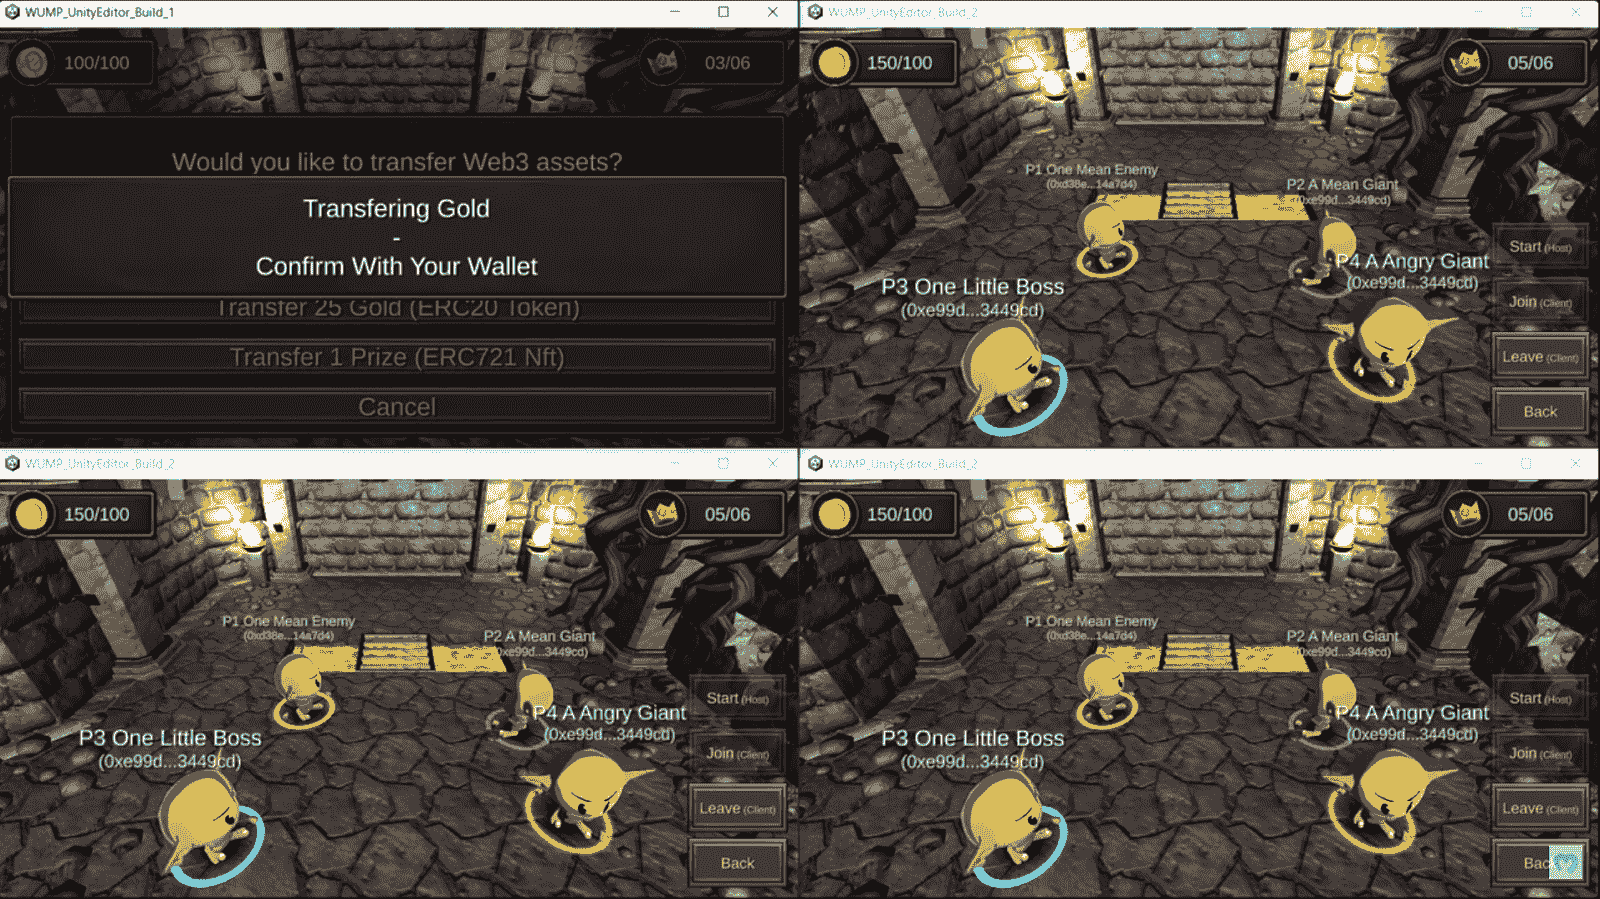 WUMP_UnityEditor_Build_1
100/100
03/06
Would you like to transfer Web3 assets?
Transfering Gold
-
Confirm With Your Wallet
Transfer 25 Gold (ERC20 Token)
Transfer 1 Prize (ERC721 Nft)
Cancel
WUMP_UnityEditor_Build_2
150/100
05/06
P1 One Mean Enemy
(0xd38e...14a7d4)
P2 A Mean Giant
(0xe99d...3449cd)
P4 A Angry Giant
(0xe99d...3449cd)
P3 One Little Boss
(0xe99d...3449cd)
Start (Host)
Join (Client)
Leave (Client)
Back
WUMP_UnityEditor_Build_2
150/100
05/06
P1 One Mean Enemy
(0xd38e...14a7d4)
P2 A Mean Giant
(0xe99d...3449cd)
P4 A Angry Giant
(0xe99d...3449cd)
P3 One Little Boss
(0xe99d...3449cd)
Start (Host)
Join (Client)
Leave (Client)
Back
WUMP_UnityEditor_Build_2
150/100
05/06
P1 One Mean Enemy
(0xd38e...14a7d4)
P2 A Mean Giant
(0xe99d...3449cd)
P4 A Angry Giant
(0xe99d...3449cd)
P3 One Little Boss
(0xe99d...3449cd)
Start (Host)
Join (Client)
Leave (Client)
Bac